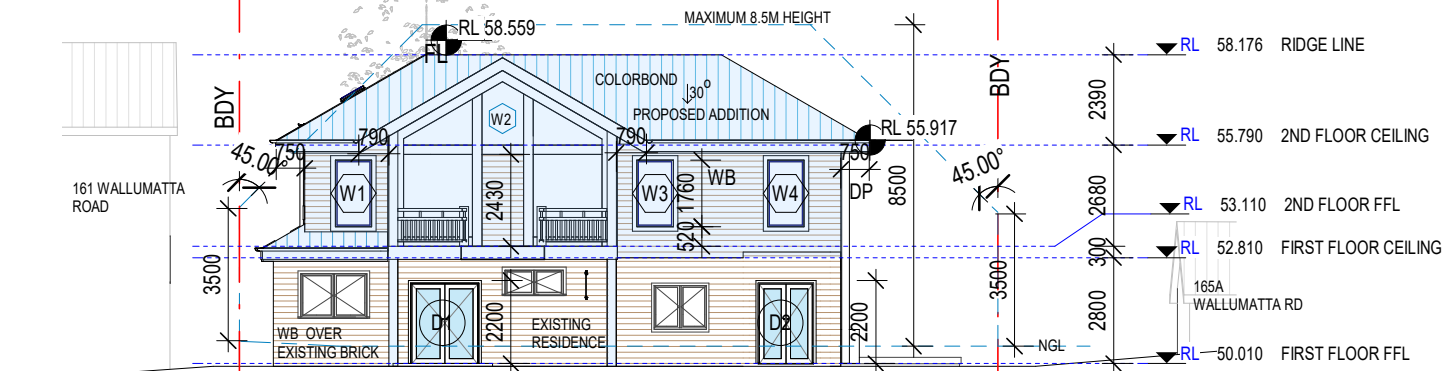 MAXIMUM 8.5M HEIGHT
RL 58.559
FL
RL 58.176 RIDGE LINE
BDY
BDY
COLORBOND
30°
PROPOSED ADDITION
2390
W2
RL 55.917
790
790
RL 55.790 2ND FLOOR CEILING
45.00°
750
750
45.00°
161 WALLUMATTA
ROAD
W1
W3
WB
W4
DP
8500
2430
1760
520
2680
RL 53.110 2ND FLOOR FFL
300
RL 52.810 FIRST FLOOR CEILING
3500
3500
165A
WALLUMATTA RD
D1
D2
2200
2200
2800
WB OVER
EXISTING BRICK
EXISTING
RESIDENCE
NGL
RL 50.010 FIRST FLOOR FFL